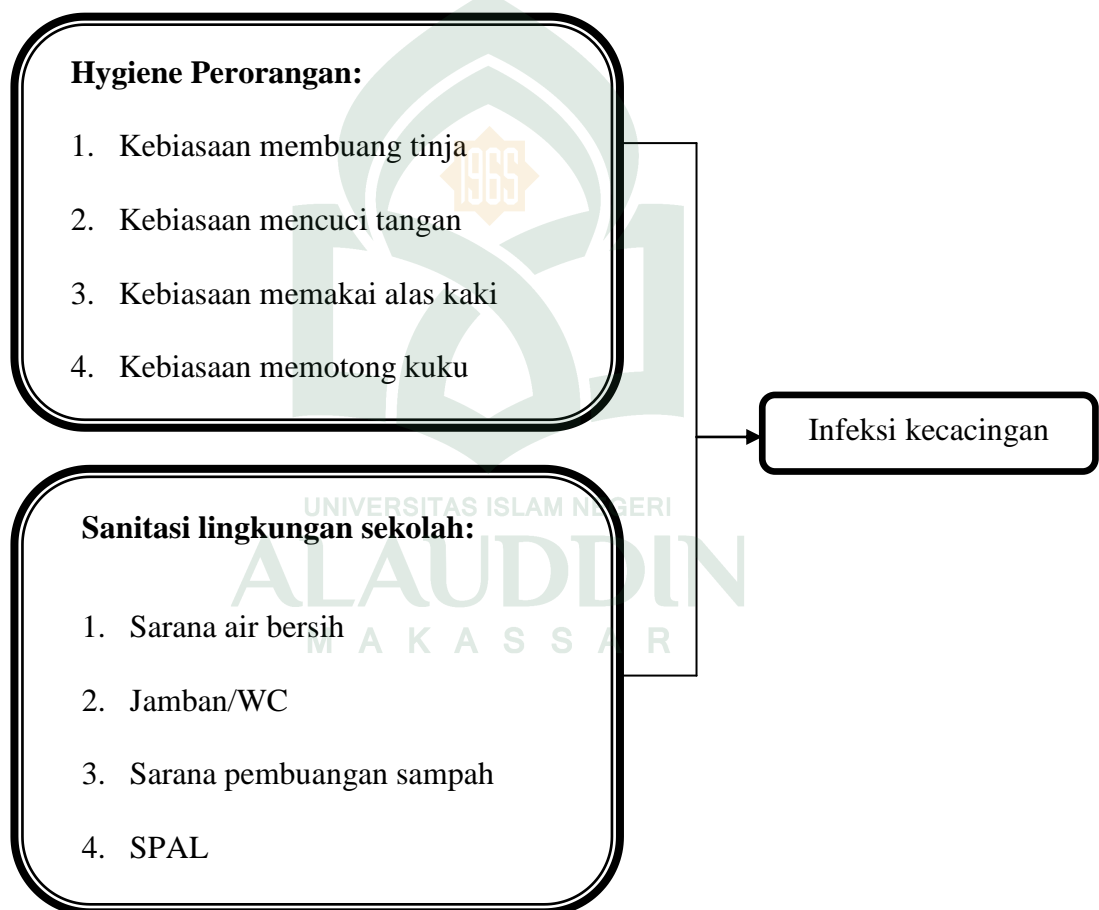 Hygiene Perorangan:
1. Kebiasaan membuang tinja
2. Kebiasaan mencuci tangan
3. Kebiasaan memakai alas kaki
4. Kebiasaan memotong kuku
1965
Infeksi kecacingan
UNIVERSITAS ISLAM NEGERI
Sanitasi lingkungan sekolah:
ALAUDDIN
1. Sarana air bersih
MAKASSAR
2. Jamban/WC
3. Sarana pembuangan sampah
4. SPAL